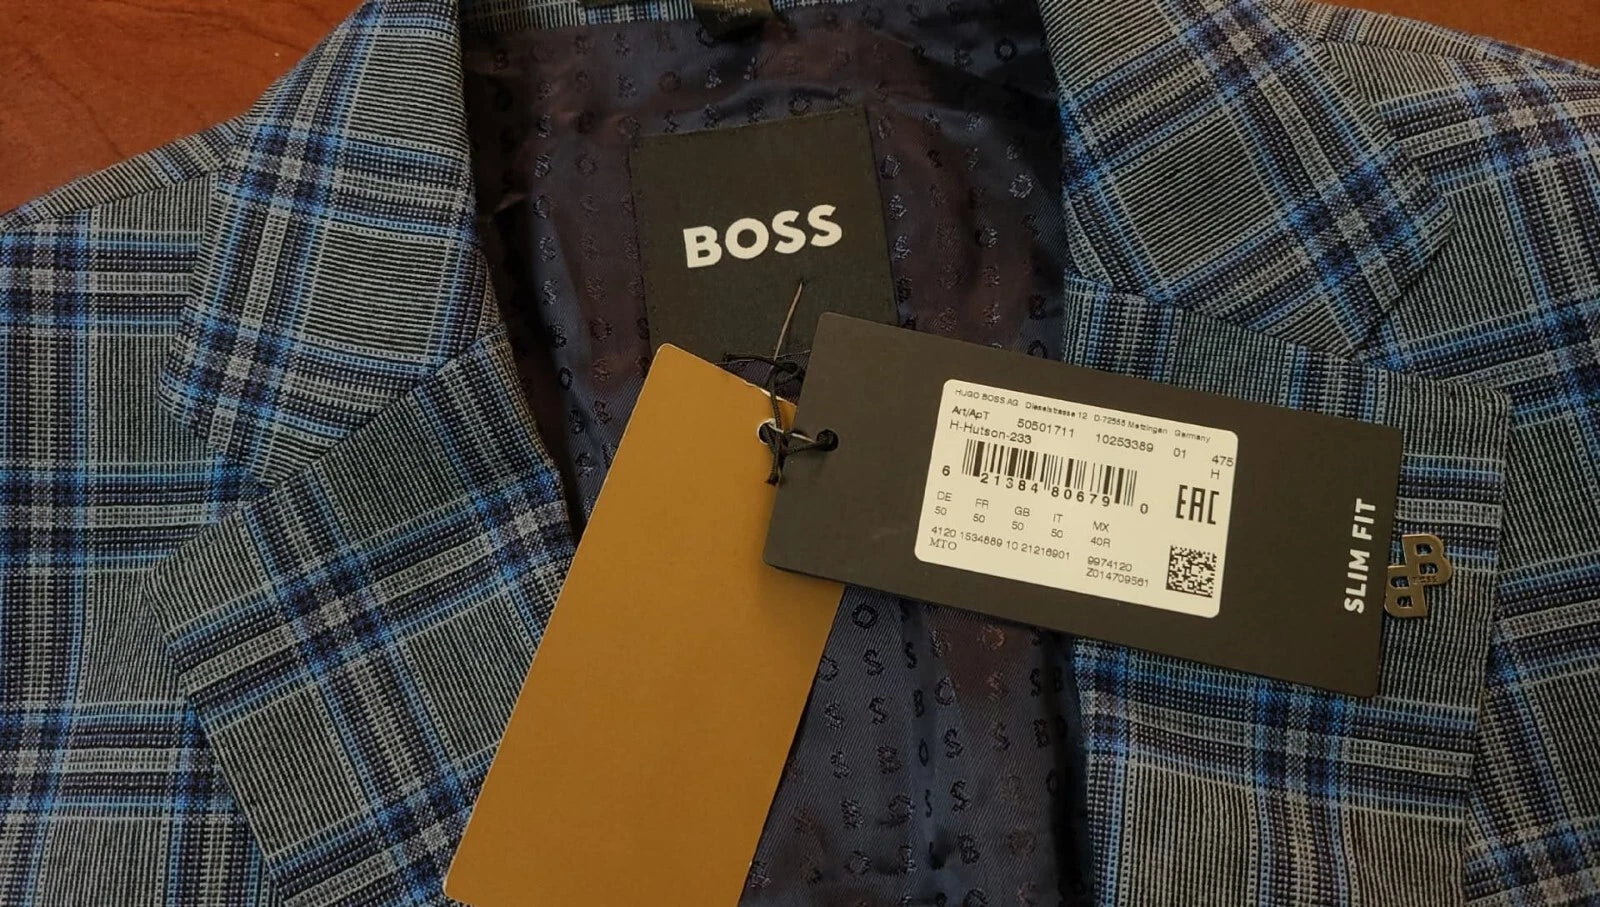 BOSS
HUGO BOSS AG Dieselstrasse 12 D-72555 Metzingen Germany
Art/ApT 50501711 10253389 01 475
H-Hutson-233 H
6 21384 80679 0
EAC
DE FR GB IT MX
50 50 50 50 40R
4120 1534689 10 21216901 9974120
MTO Z014709561
SLIM FIT
BB